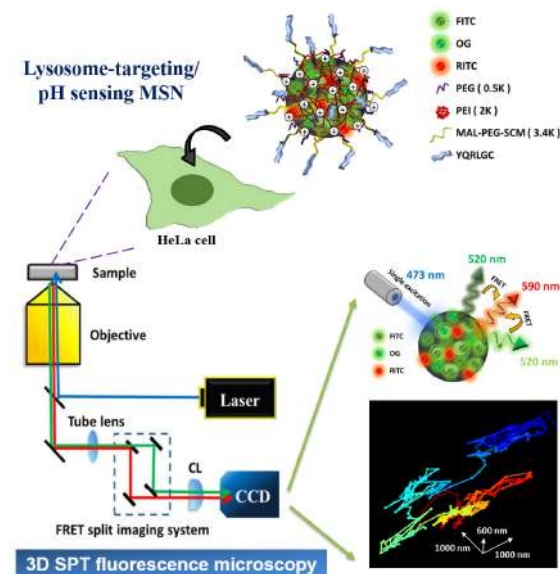 Lysosome-targeting/
pH sensing MSN
FITC
OG
RITC
PEG ( 0.5K )
PEI ( 2K )
MAL-PEG-SCM ( 3.4K )
YQRLGC
HeLa cell
Sample
Objective
Laser
Tube lens
CL
CCD
FRET split imaging system
3D SPT fluorescence microscopy
473 nm
Single excitation
520 nm
590 nm
FRET
FRET
520 nm
FITC
OG
RITC
600 nm
1000 nm
1000 nm